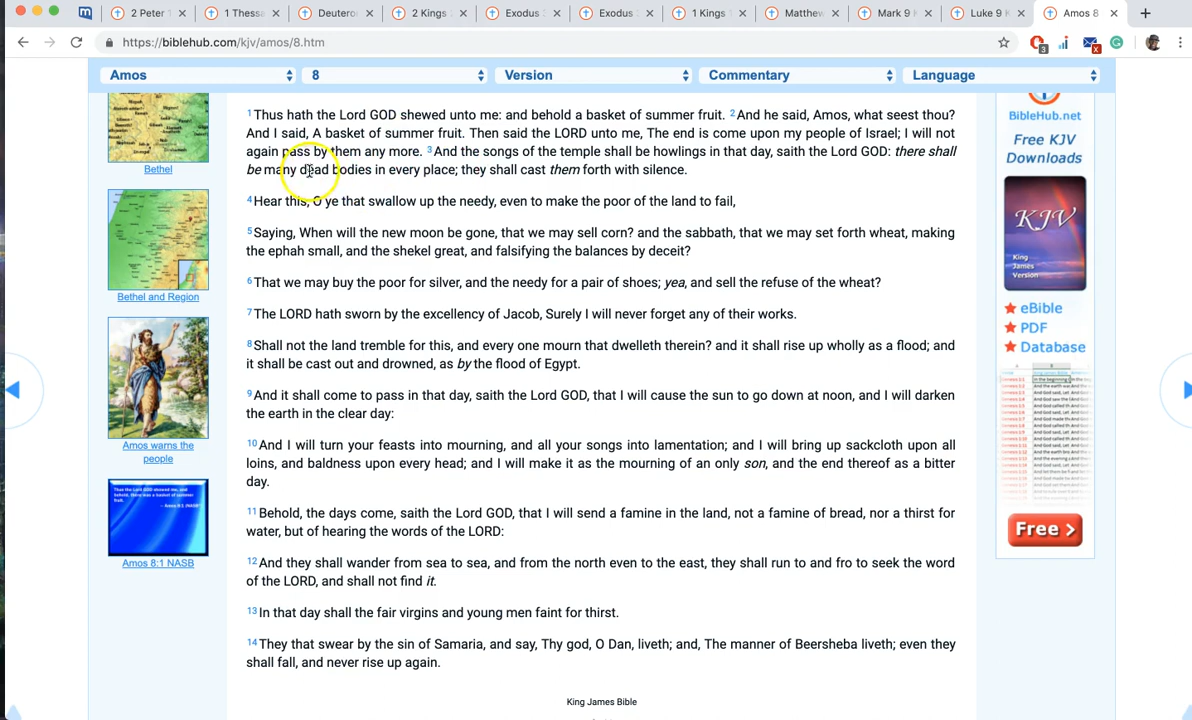 2 Peter
1 Thessa
Deutero
2 Kings
Exodus
Exodus
1 Kings
Matthew
Mark 9
Luke 9
Amos 8
https://biblehub.com/kjv/amos/8.htm
Amos 8 Version Commentary Language
Bethel
Bethel and Region
Amos warns the
people
Amos 8:1 NASB
1 Thus hath the Lord GOD shewed unto me: and behold a basket of summer fruit. 2 And he said, Amos, what seest thou?
And I said, A basket of summer fruit. Then said the LORD unto me, The end is come upon my people of Israel; I will not
again pass by them any more. 3 And the songs of the temple shall be howlings in that day, saith the Lord GOD: there shall
be many dead bodies in every place; they shall cast them forth with silence.
4 Hear this, O ye that swallow up the needy, even to make the poor of the land to fail,
5 Saying, When will the new moon be gone, that we may sell corn? and the sabbath, that we may set forth wheat, making
the ephah small, and the shekel great, and falsifying the balances by deceit?
6 That we may buy the poor for silver, and the needy for a pair of shoes; yea, and sell the refuse of the wheat?
7 The LORD hath sworn by the excellency of Jacob, Surely I will never forget any of their works.
8 Shall not the land tremble for this, and every one mourn that dwelleth therein? and it shall rise up wholly as a flood; and
it shall be cast out and drowned, as by the flood of Egypt.
9 And it shall come to pass in that day, saith the Lord GOD, that I will cause the sun to go down at noon, and I will darken
the earth in the clear day:
10 And I will turn your feasts into mourning, and all your songs into lamentation; and I will bring up sackcloth upon all
loins, and baldness upon every head; and I will make it as the mourning of an only son, and the end thereof as a bitter
day.
11 Behold, the days come, saith the Lord GOD, that I will send a famine in the land, not a famine of bread, nor a thirst for
water, but of hearing the words of the LORD:
12 And they shall wander from sea to sea, and from the north even to the east, they shall run to and fro to seek the word
of the LORD, and shall not find it.
13 In that day shall the fair virgins and young men faint for thirst.
14 They that swear by the sin of Samaria, and say, Thy god, O Dan, liveth; and, The manner of Beersheba liveth; even they
shall fall, and never rise up again.
King James Bible
BibleHub.net
Free KJV
Downloads
KJV
King
James
Version
eBible
PDF
Database
Free >